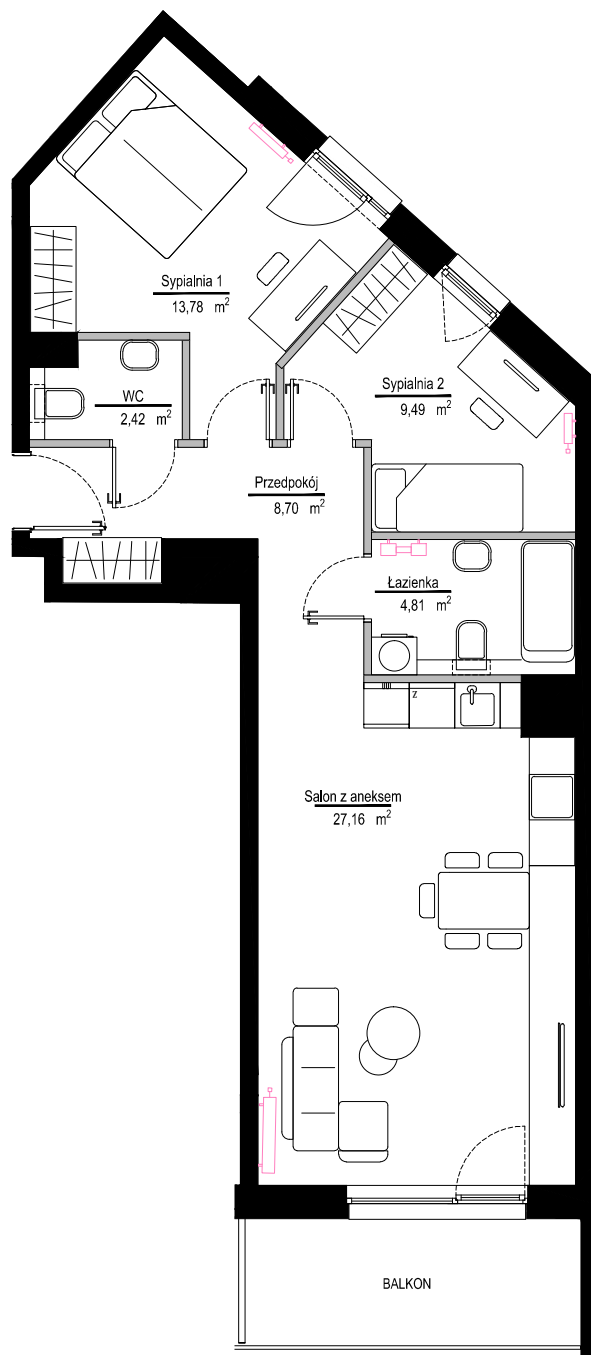 Sypialnia 1
13,78 m²
Sypialnia 2
9,49 m²
WC
2,42 m²
Przedpokój
8,70 m²
Łazienka
4,81 m²
z
Salon z aneksem
27,16 m²
BALKON